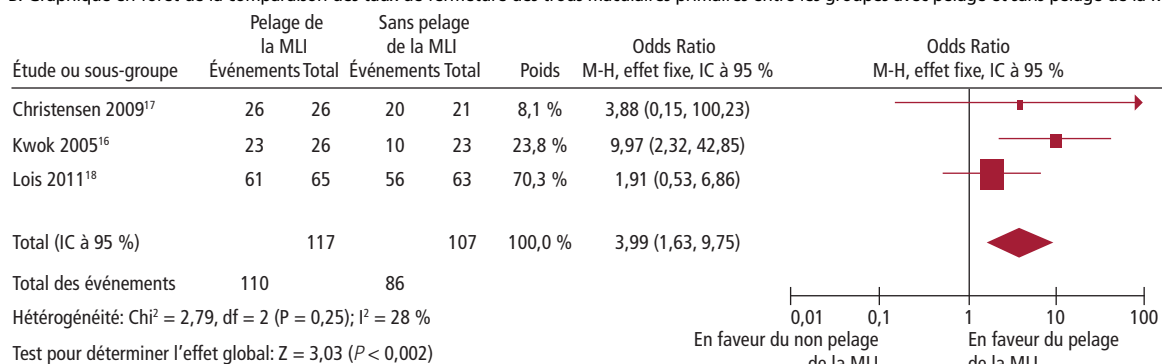 Pelage de Sans pelage
la MLI de la MLI Odds Ratio Odds Ratio
Étude ou sous-groupe Événements Total Événements Total Poids M-H, effet fixe, IC à 95 % M-H, effet fixe, IC à 95 %
Christensen 2009¹⁷ 26 26 20 21 8,1 % 3,88 (0,15, 100,23)
Kwok 2005¹⁶ 23 26 10 23 23,8 % 9,97 (2,32, 42,85)
Lois 2011¹⁸ 61 65 56 63 70,3 % 1,91 (0,53, 6,86)
Total (IC à 95 %) 117 107 100,0 % 3,99 (1,63, 9,75)
Total des événements 110 86
Hétérogénéité: Chi² = 2,79, df = 2 (P = 0,25); I² = 28 %
0,01 0,1 1 10 100
Test pour déterminer l'effet global: Z = 3,03 (P < 0,002)
En faveur du non pelage En faveur du pelage
de la MLI de la MLI